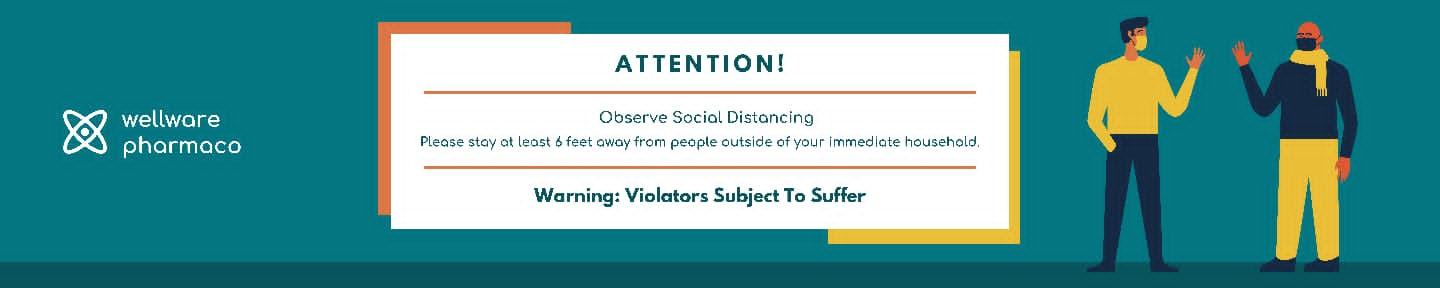 wellware
pharmaco
ATTENTION!
Observe Social Distancing
Please stay at least 6 feet away from people outside of your immediate household.
Warning: Violators Subject To Suffer